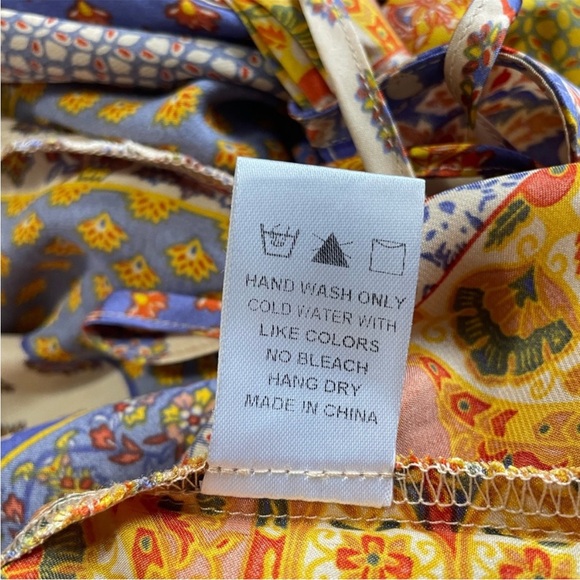 HAND WASH ONLY
COLD WATER WITH
LIKE COLORS
NO BLEACH
HANG DRY
MADE IN CHINA